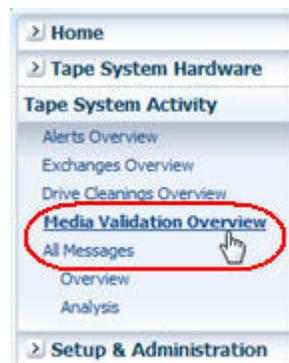 Home
Tape System Hardware
Tape System Activity
Alerts Overview
Exchanges Overview
Drive Cleanings Overview
Media Validation Overview
All Messages
Overview
Analysis
Setup & Administration